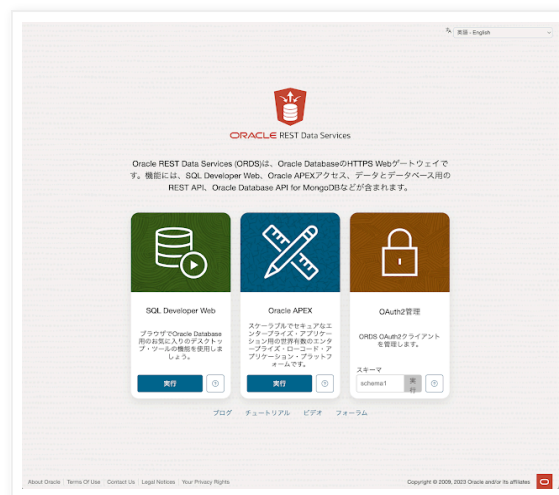 英語 - English
ORACLE REST Data Services
Oracle REST Data Services (ORDS)は、Oracle DatabaseのHTTPS Webゲートウェイで
す。機能には、SQL Developer Web、Oracle APEXアクセス、データとデータベース用の
REST API、Oracle Database API for MongoDBなどが含まれます。
SQL Developer Web
ブラウザでOracle Database
用のお気に入りのデスクトッ
プ・ツールの機能を使用しま
しょう。
実行
Oracle APEX
スケーラブルでセキュアなエ
ンタープライズ・アプリケー
ション用の世界有数のエンタ
ープライズ・ローコード・ア
プリケーション・プラットフ
ォームです。
実行
OAuth2管理
ORDS OAuth2クライアント
を管理します。
スキーマ
schema1
実
行
ブログ チュートリアル ビデオ フォーラム
About Oracle | Terms Of Use | Contact Us | Legal Notices | Your Privacy Rights
Copyright © 2009, 2023 Oracle and/or its affiliates